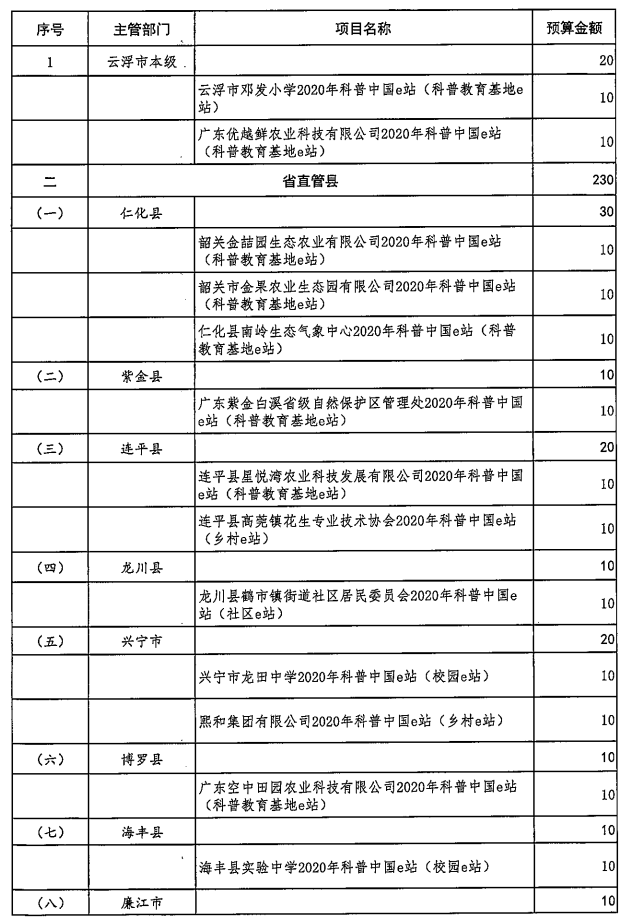 序号 主管部门 项目名称 预算金额
1 云浮市本级 20
云浮市邓发小学2020年科普中国e站（科普教育基地e
站） 10
广东优越鲜农业科技有限公司2020年科普中国e站
（科普教育基地e站） 10
二 省直管县 230
（一） 仁化县 30
韶关金喆园生态农业有限公司2020年科普中国e站
（科普教育基地e站） 10
韶关市金果农业生态园有限公司2020年科普中国e站
（科普教育基地e站） 10
仁化县南岭生态气象中心2020年科普中国e站（科普
教育基地e站） 10
（二） 紫金县 10
广东紫金白溪省级自然保护区管理处2020年科普中国
e站（科普教育基地e站） 10
（三） 连平县 20
连平县星悦湾农业科技发展有限公司2020年科普中国
e站（科普教育基地e站） 10
连平县高莞镇花生专业技术协会2020年科普中国e站
（乡村e站） 10
（四） 龙川县 10
龙川县鹤市镇街道社区居民委员会2020年科普中国e
站（社区e站） 10
（五） 兴宁市 20
兴宁市龙田中学2020年科普中国e站（校园e站） 10
熙和集团有限公司2020年科普中国e站（乡村e站） 10
（六） 博罗县 10
广东空中田园农业科技有限公司2020年科普中国e站
（科普教育基地e站） 10
（七） 海丰县 10
海丰县实验中学2020年科普中国e站（校园e站） 10
（八） 廉江市 10